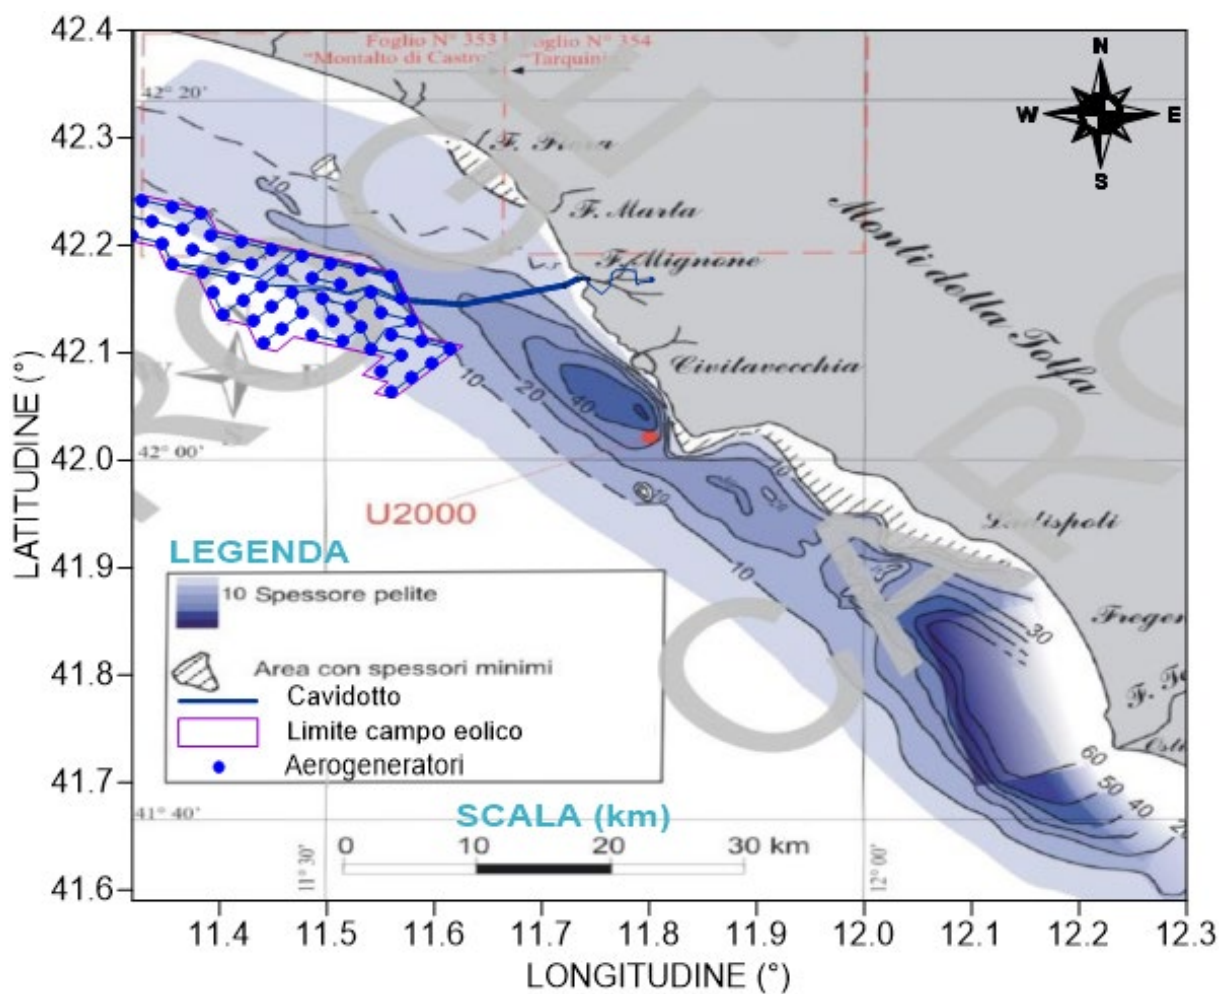 42.4
42.3
42.2
42.1
42.0
41.9
41.8
41.7
41.6
LATITUDINE (°)
Foglio N° 353
Foglio N° 354
"Montalto di Castro"
"Tarquinia"
42° 20'
N
W E
S
F. Fiora
F. Marta
F. Mignone
Monti della Tolfa
Civitavecchia
10
5
10
20
40
42° 00'
U2000
10
10
10
Ladispoli
30
Fregen
60
50
40
LEGENDA
10 Spessore pelite
Area con spessori minimi
Cavidotto
Limite campo eolico
Aerogeneratori
41° 40'
SCALA (km)
0 10 20 30 km
11° 30'
12° 00'
11.4 11.5 11.6 11.7 11.8 11.9 12.0 12.1 12.2 12.3
LONGITUDINE (°)